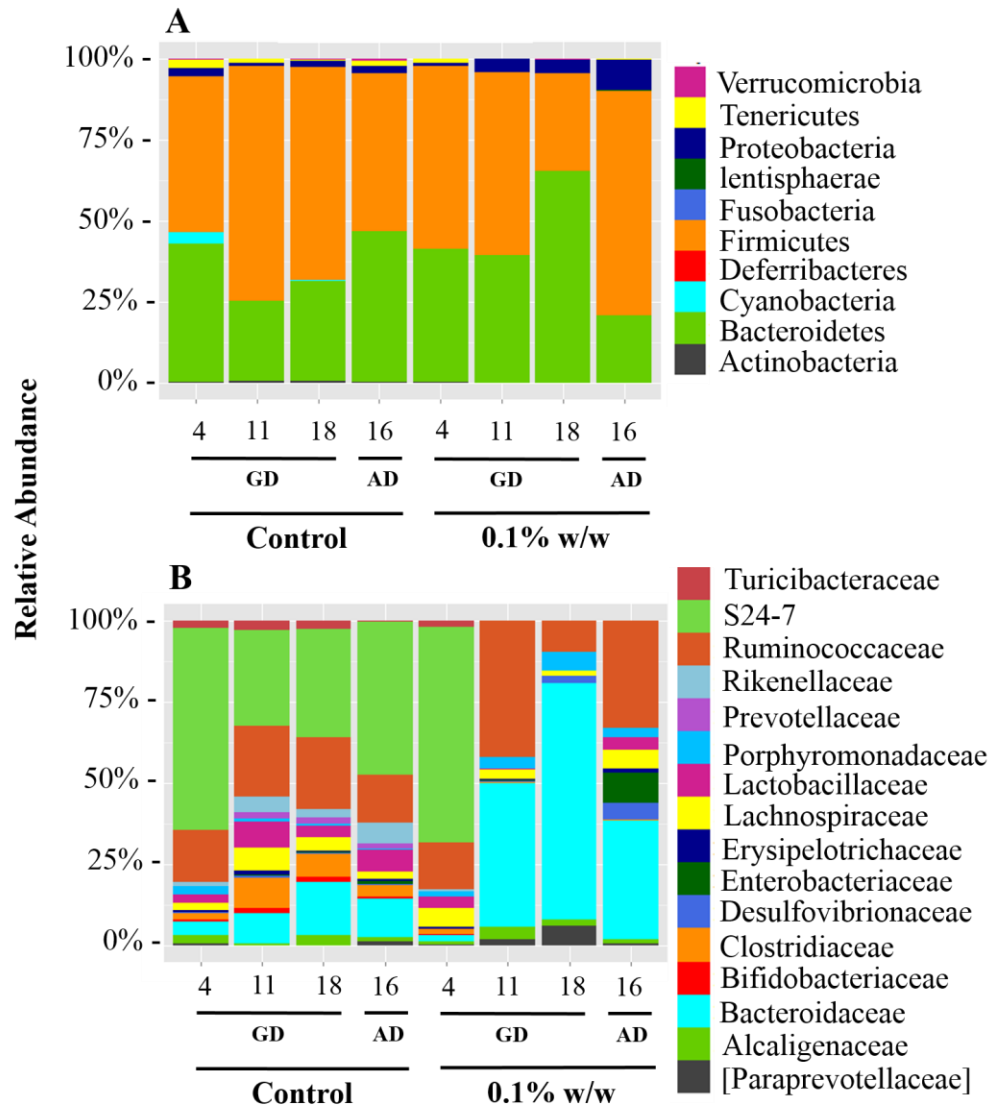 A
100%
75%
50%
25%
0%
4 11 18 16 4 11 18 16
GD AD GD AD
Control 0.1% w/w
Verrucomicrobia
Tenericutes
Proteobacteria
lentisphaerae
Fusobacteria
Firmicutes
Deferribacteres
Cyanobacteria
Bacteroidetes
Actinobacteria
Relative Abundance
B
100%
75%
50%
25%
0%
4 11 18 16 4 11 18 16
GD AD GD AD
Control 0.1% w/w
Turicibacteraceae
S24-7
Ruminococcaceae
Rikenellaceae
Prevotellaceae
Porphyromonadaceae
Lactobacillaceae
Lachnospiraceae
Erysipelotrichaceae
Enterobacteriaceae
Desulfovibrionaceae
Clostridiaceae
Bifidobacteriaceae
Bacteroidaceae
Alcaligenaceae
[Paraprevotellaceae]